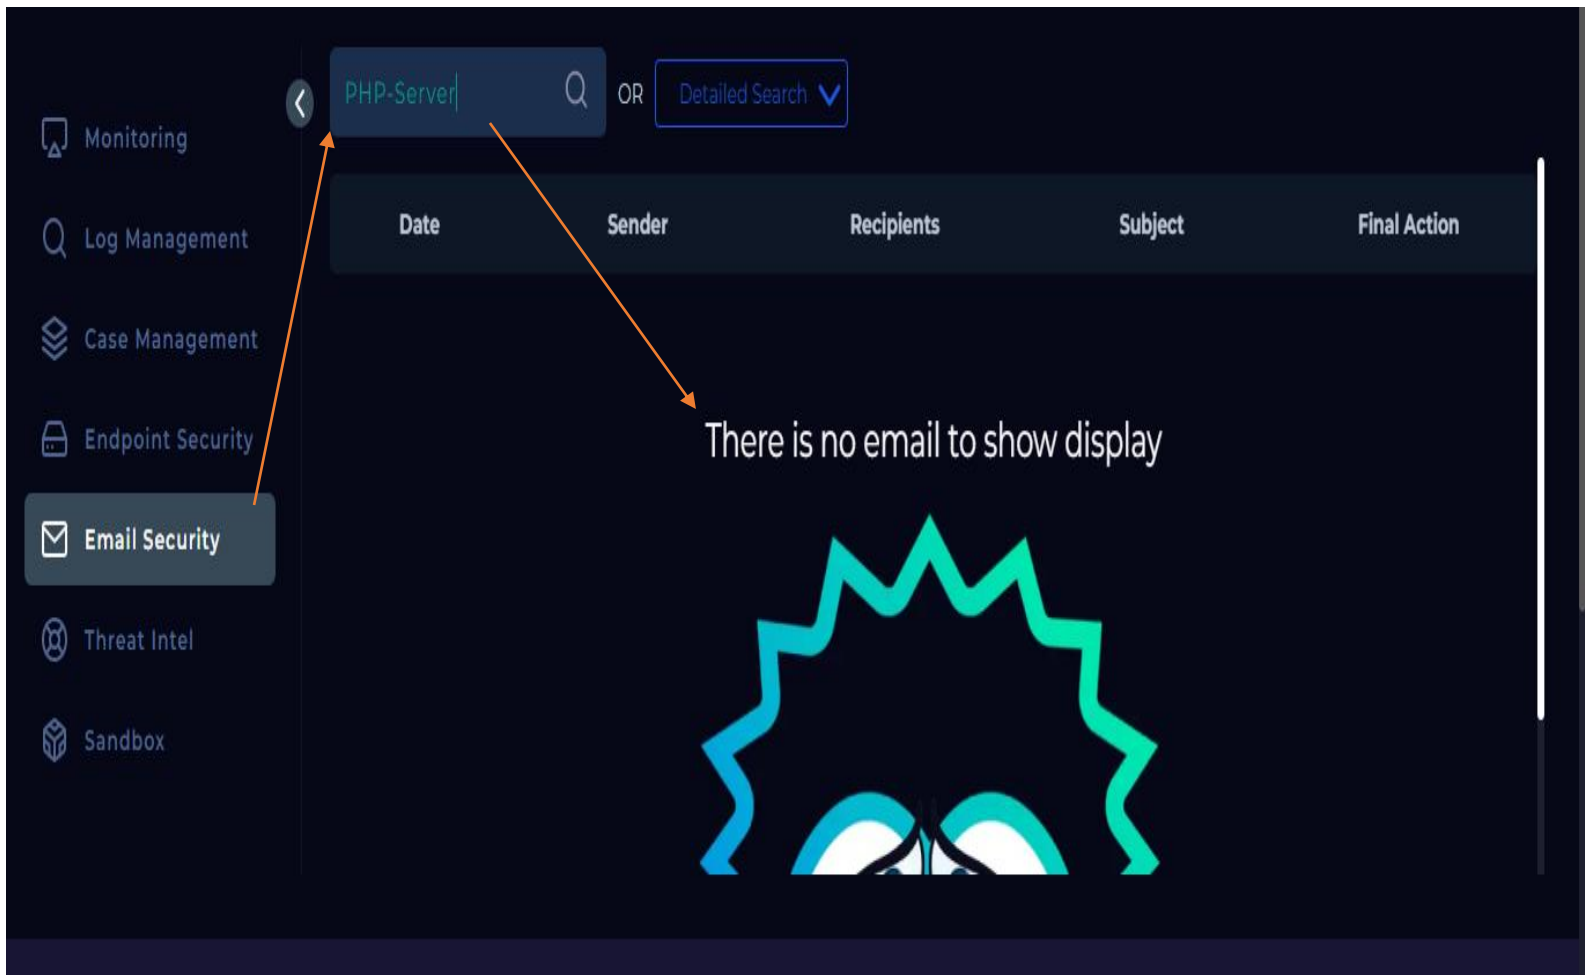 PHP-Server
OR
Detailed Search
Monitoring
Log Management
Case Management
Endpoint Security
Email Security
Threat Intel
Sandbox
Date Sender Recipients Subject Final Action
There is no email to show display